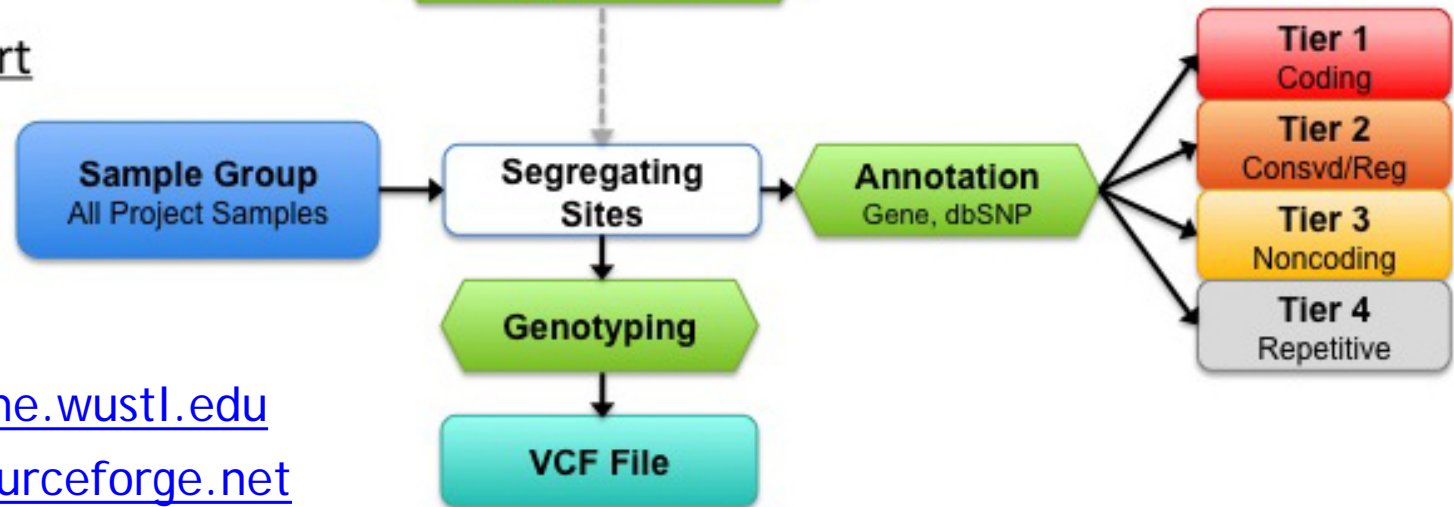 Sample Group
All Project Samples
Segregating
Sites
Annotation
Gene, dbSNP
Tier 1
Coding
Tier 2
Consvd/Reg
Tier 3
Noncoding
Tier 4
Repetitive
Genotyping
VCF File
ne.wustl.edu
urceforge.net